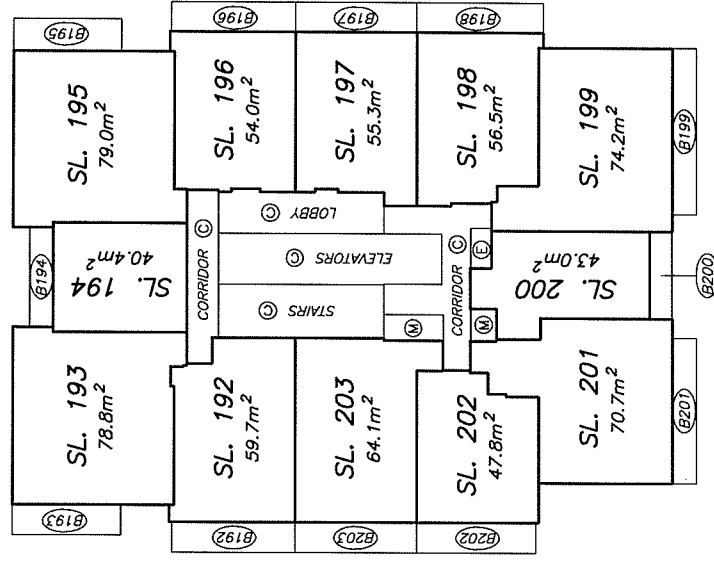 B195
B196
B197
B198
SL. 195
79.0m²
SL. 196
54.0m²
SL. 197
55.3m²
SL. 198
56.5m²
SL. 199
74.2m²
B199
B194
SL. 194
40.4m²
CORRIDOR C
LOBBY C
ELEVATORS C
STAIRS C
M
CORRIDOR C
E
M
SL. 200
43.0m²
B200
SL. 193
78.8m²
SL. 192
59.7m²
SL. 203
64.1m²
SL. 202
47.8m²
SL. 201
70.7m²
B201
B193
B192
B203
B202